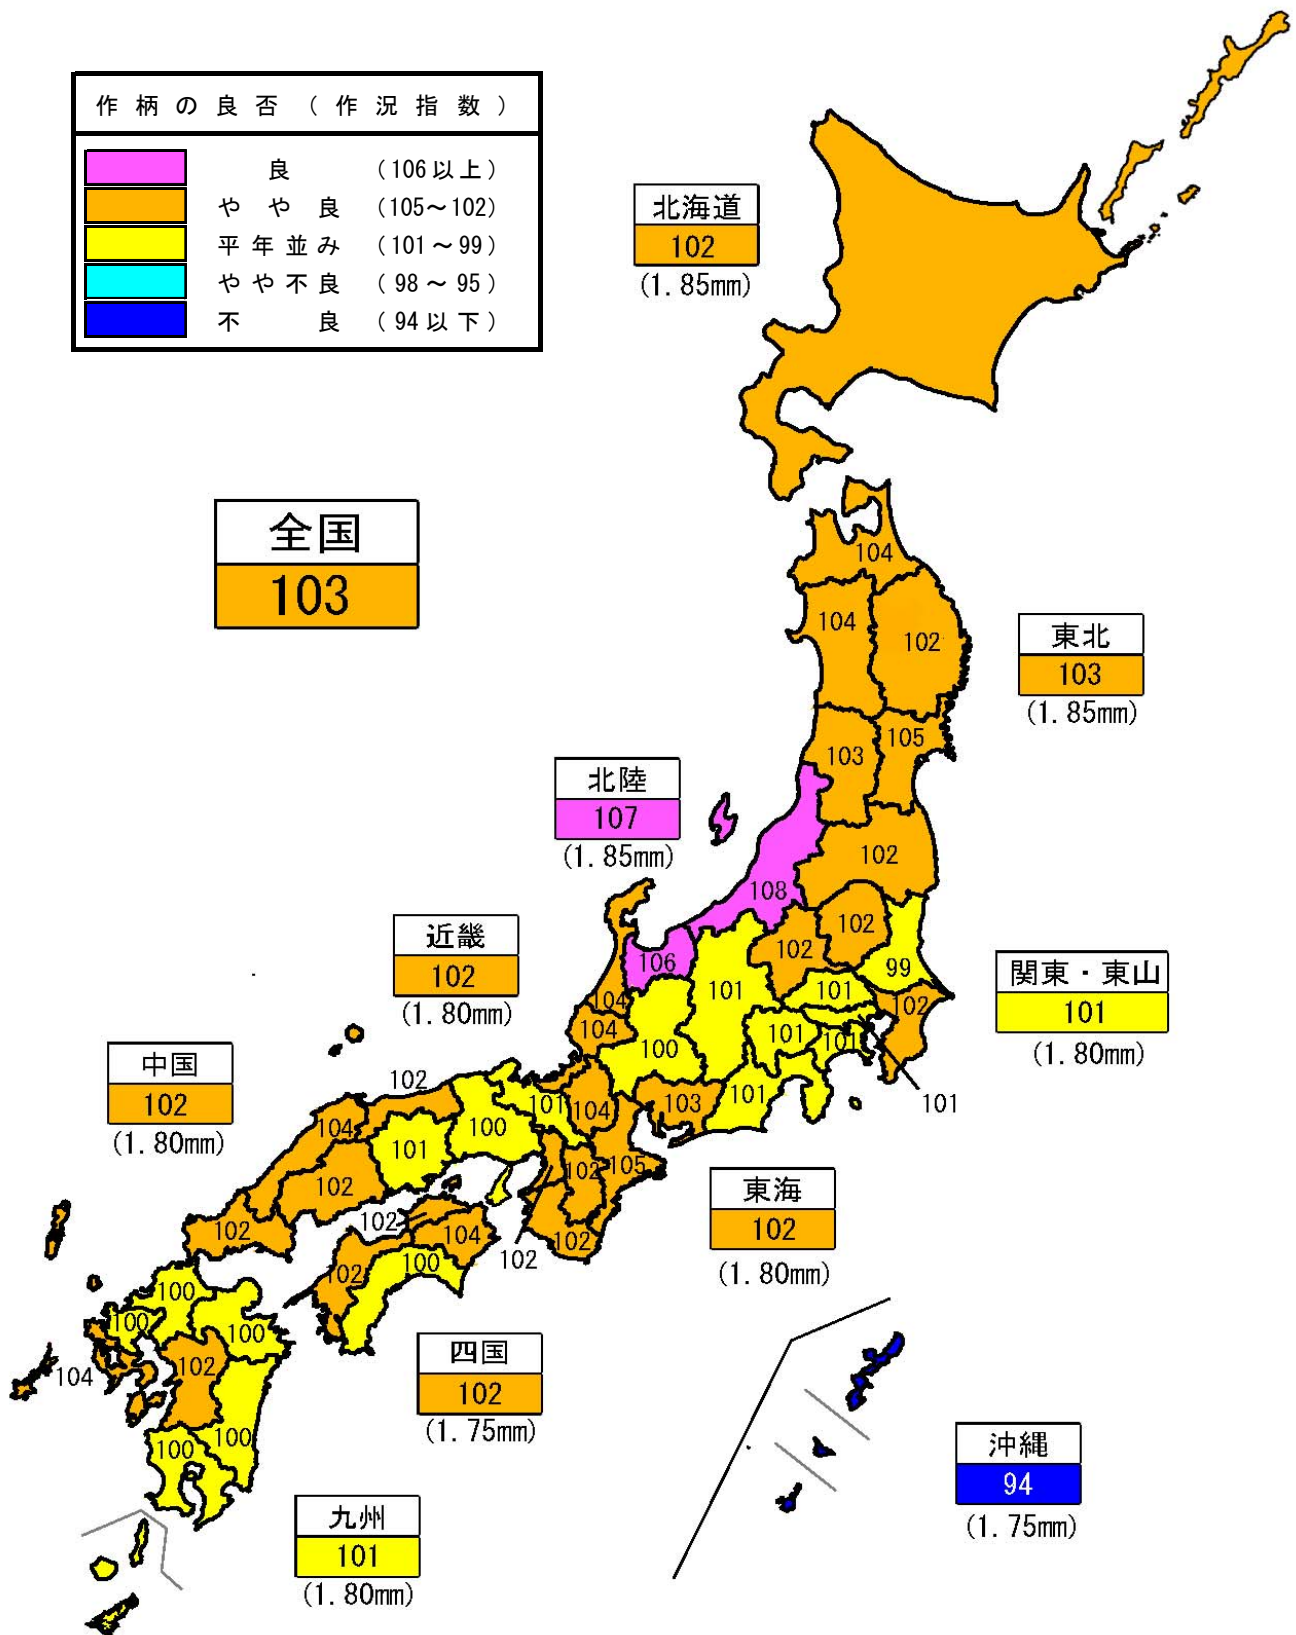 作柄の良否(作況指数)
良 (106以上)
やや良 (105～102)
平年並み (101～99)
やや不良 (98～95)
不良 (94以下)
北海道
102
(1.85mm)
全国
103
104
104
102
東北
103
(1.85mm)
103
105
北陸
107
(1.85mm)
102
108
近畿
102
(1.80mm)
102
102
99
関東・東山
101
(1.80mm)
106
101
101
102
104
104
100
101
101
101
中国
102
(1.80mm)
102
104
101
100
101
104
103
101
102
102
105
東海
102
(1.80mm)
102
102
104
102
102
102
100
100
100
100
102
104
四国
102
(1.75mm)
100
100
沖縄
94
(1.75mm)
九州
101
(1.80mm)